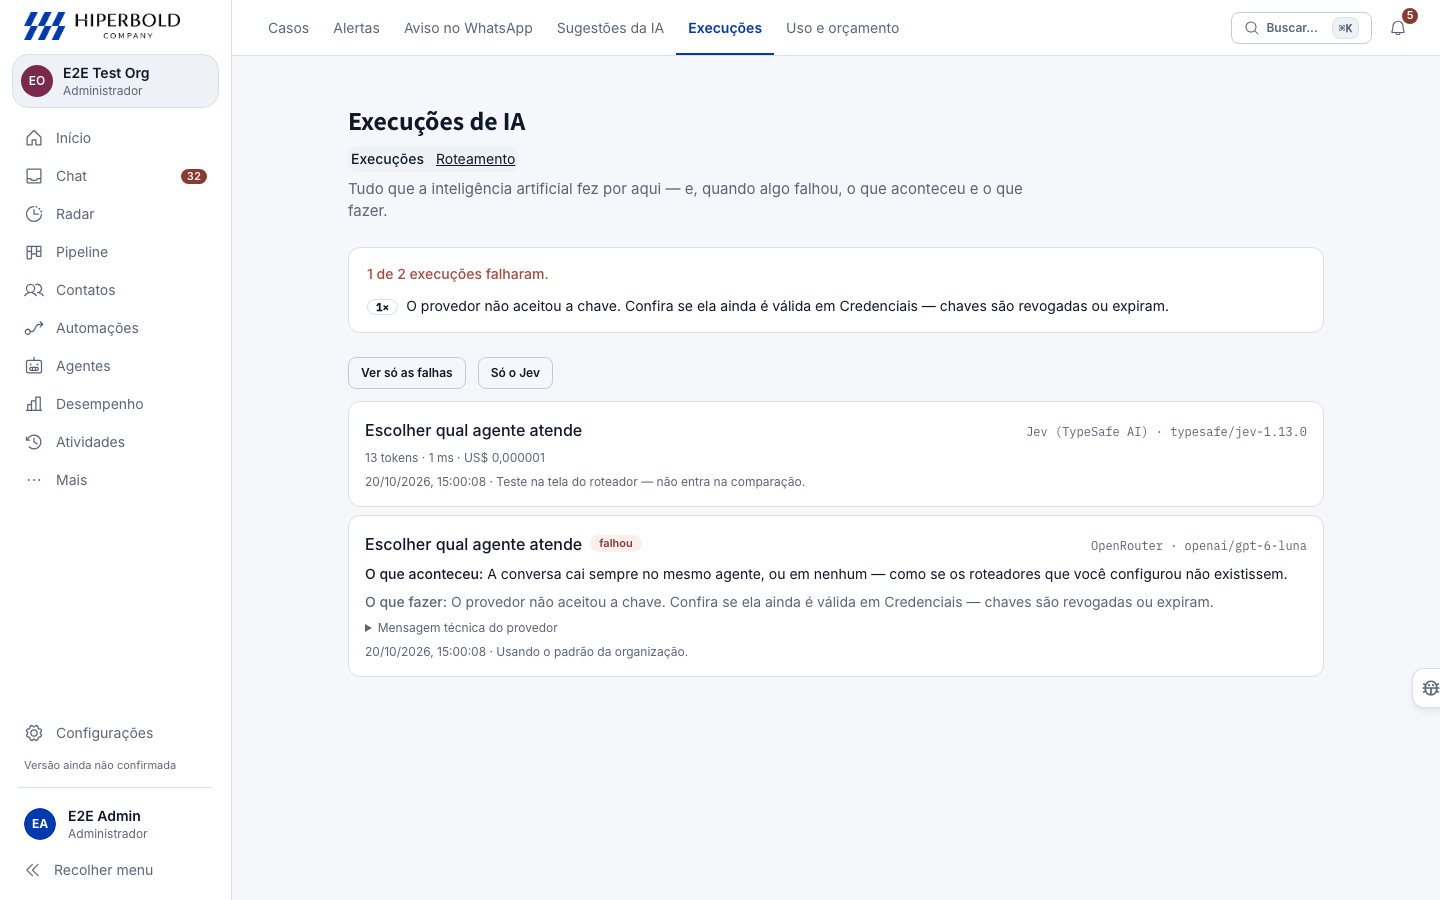 HIPERBOLD
COMPANY
EO
E2E Test Org
Administrador
Início
Chat
32
Radar
Pipeline
Contatos
Automações
Agentes
Desempenho
Atividades
Mais
Configurações
Versão ainda não confirmada
EA
E2E Admin
Administrador
Recolher menu
Casos
Alertas
Aviso no WhatsApp
Sugestões da IA
Execuções
Uso e orçamento
Buscar...
⌘K
5
Execuções de IA
Execuções
Roteamento
Tudo que a inteligência artificial fez por aqui — e, quando algo falhou, o que aconteceu e o que
fazer.
1 de 2 execuções falharam.
1× O provedor não aceitou a chave. Confira se ela ainda é válida em Credenciais — chaves são revogadas ou expiram.
Ver só as falhas
Só o Jev
Escolher qual agente atende
Jev (TypeSafe AI) · typesafe/jev-1.13.0
13 tokens · 1 ms · US$ 0,000001
20/10/2026, 15:00:08 · Teste na tela do roteador — não entra na comparação.
Escolher qual agente atende
falhou
OpenRouter · openai/gpt-6-luna
O que aconteceu: A conversa cai sempre no mesmo agente, ou em nenhum — como se os roteadores que você configurou não existissem.
O que fazer: O provedor não aceitou a chave. Confira se ela ainda é válida em Credenciais — chaves são revogadas ou expiram.
Mensagem técnica do provedor
20/10/2026, 15:00:08 · Usando o padrão da organização.